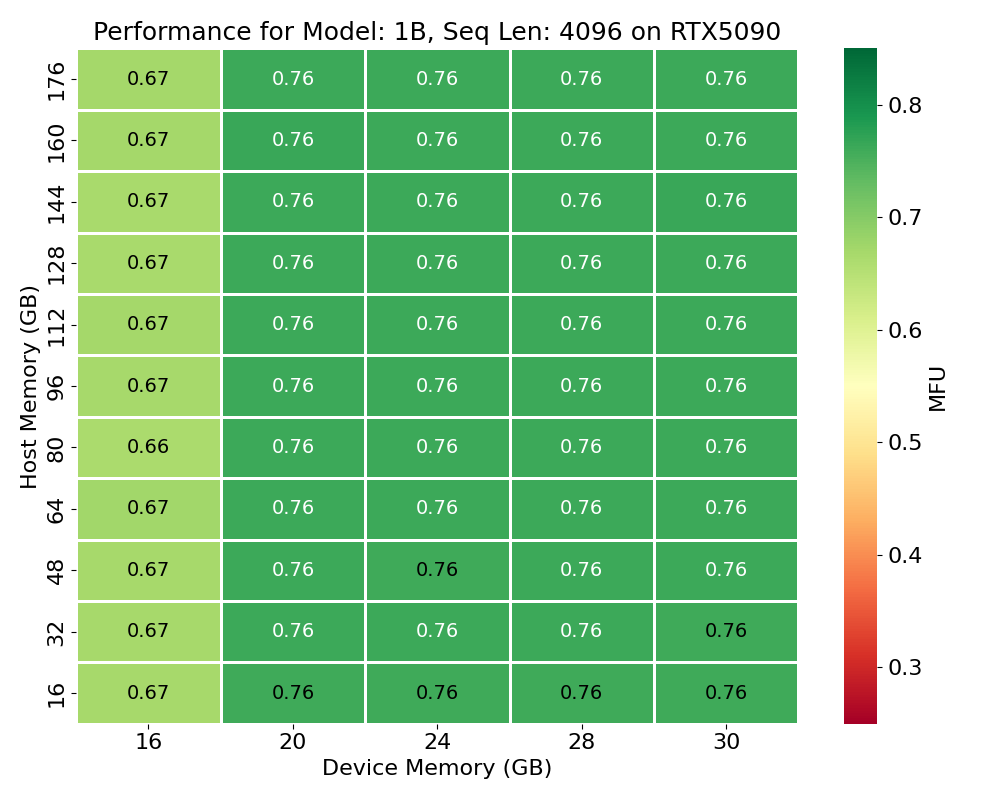 Performance for Model: 1B, Seq Len: 4096 on RTX5090
Host Memory (GB)
176 0.67 0.76 0.76 0.76 0.76
160 0.67 0.76 0.76 0.76 0.76
144 0.67 0.76 0.76 0.76 0.76
128 0.67 0.76 0.76 0.76 0.76
112 0.67 0.76 0.76 0.76 0.76
96 0.67 0.76 0.76 0.76 0.76
80 0.66 0.76 0.76 0.76 0.76
64 0.67 0.76 0.76 0.76 0.76
48 0.67 0.76 0.76 0.76 0.76
32 0.67 0.76 0.76 0.76 0.76
16 0.67 0.76 0.76 0.76 0.76
16 20 24 28 30
Device Memory (GB)
0.8
0.7
0.6
0.5
0.4
0.3
MFU